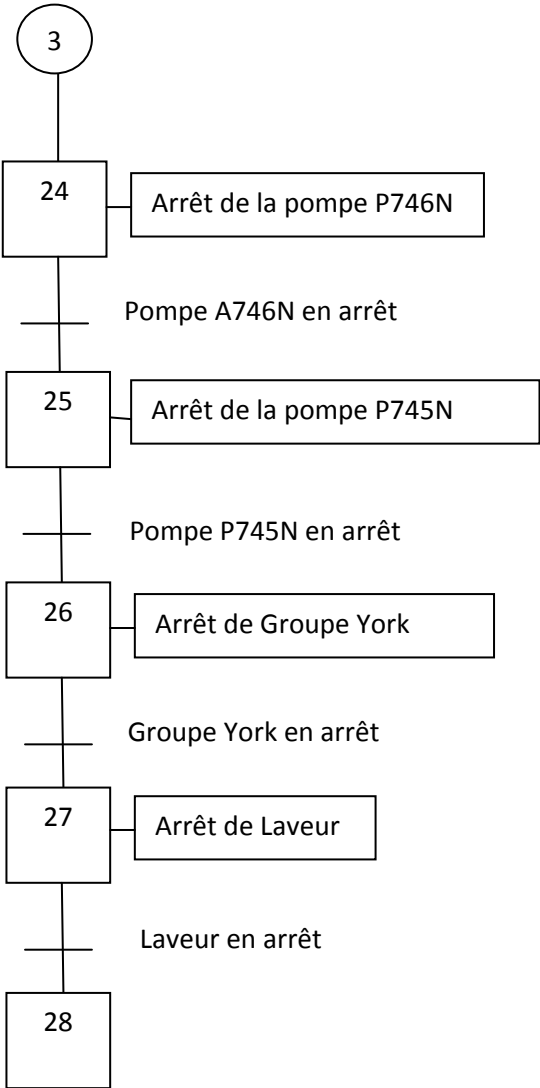 3
24
Arrêt de la pompe P746N
Pompe A746N en arrêt
25
Arrêt de la pompe P745N
Pompe P745N en arrêt
26
Arrêt de Groupe York
Groupe York en arrêt
27
Arrêt de Laveur
Laveur en arrêt
28